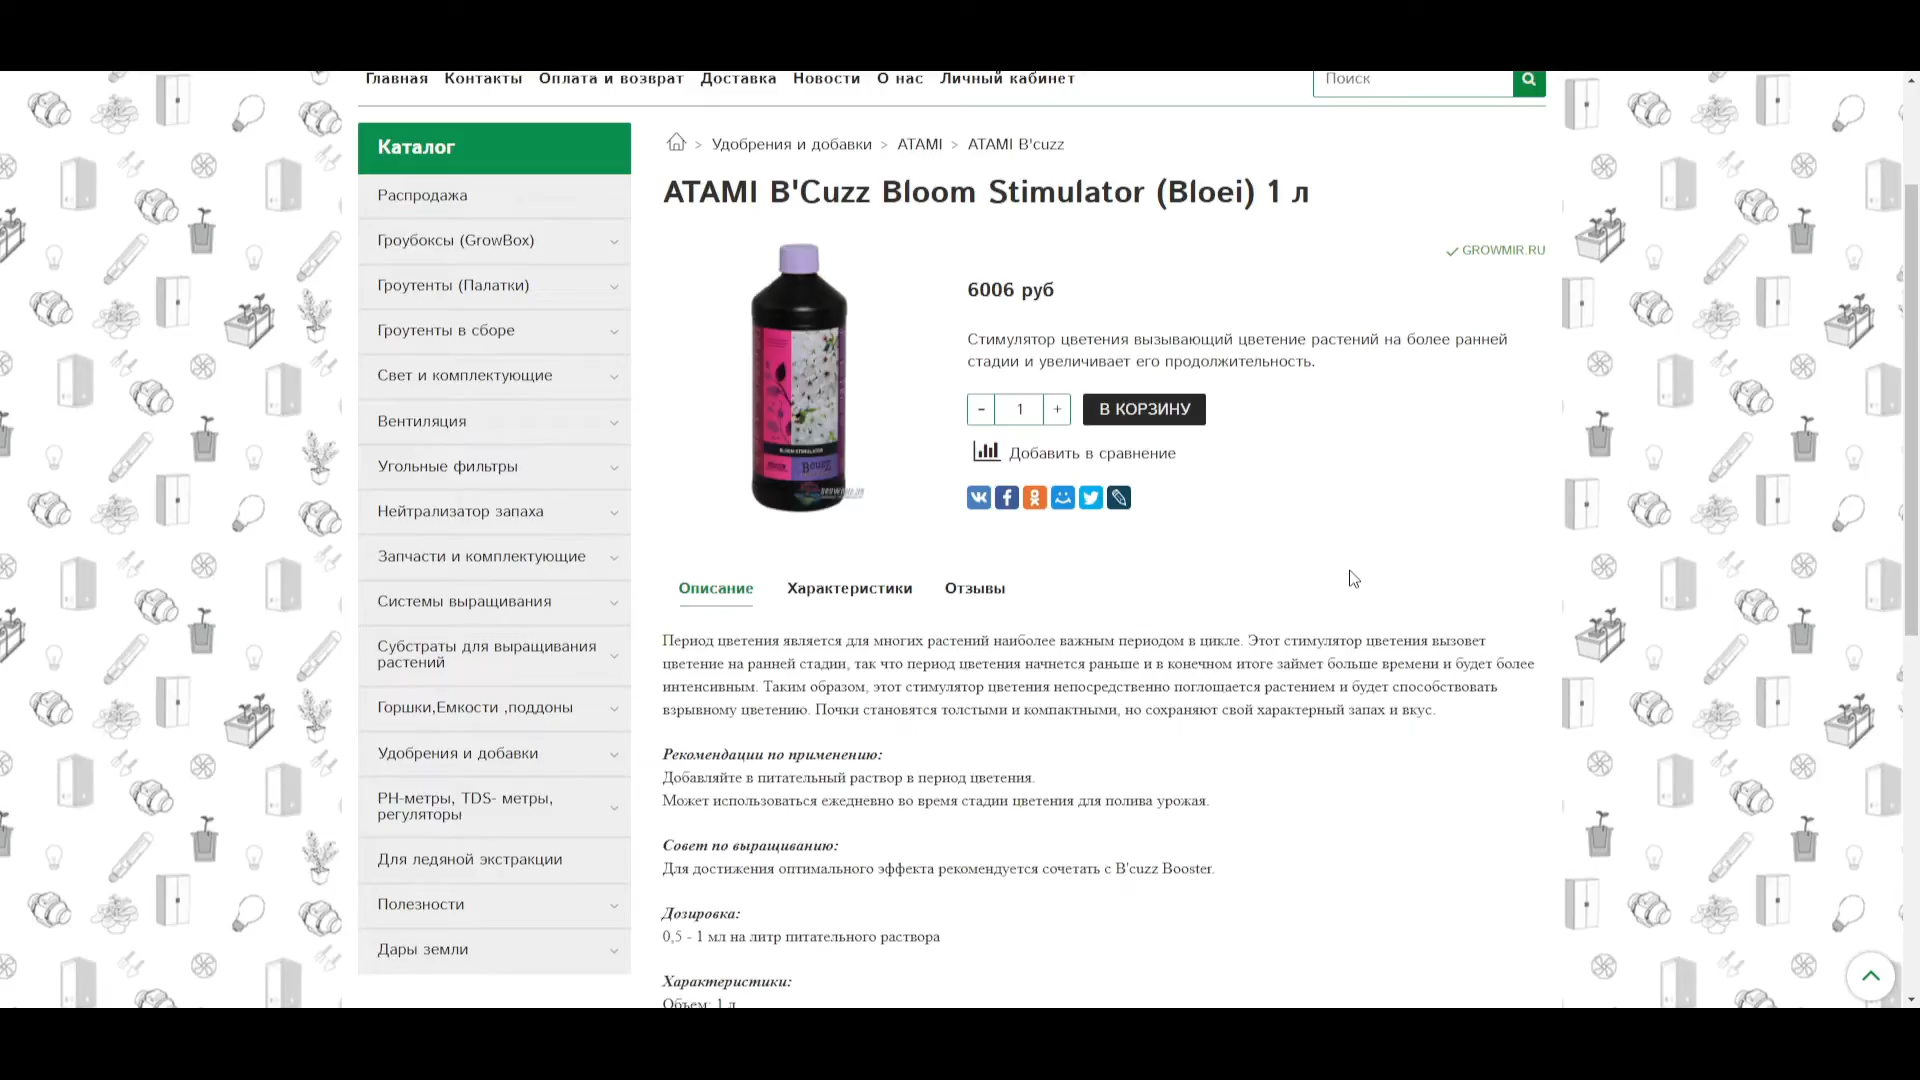 Главная Контакты Оплата и возврат Доставка Новости О нас Личный кабинет
Поиск
Каталог
Распродажа
Гроубоксы (GrowBox)
Гроутенты (Палатки)
Гроутенты в сборе
Свет и комплектующие
Вентиляция
Угольные фильтры
Нейтрализатор запаха
Запчасти и комплектующие
Системы выращивания
Субстраты для выращивания
растений
Горшки,Емкости ,поддоны
Удобрения и добавки
PH-метры, TDS- метры,
регуляторы
Для ледяной экстракции
Полезности
Дары земли
> Удобрения и добавки > ATAMI > ATAMI B'cuzz
ATAMI B'Cuzz Bloom Stimulator (Bloei) 1 л
BLOOM STIMULATOR
B'cuzz
GROWMIR.RU
GROWMIR.RU
6006 руб
Стимулятор цветения вызывающий цветение растений на более ранней
стадии и увеличивает его продолжительность.
- 1 + В КОРЗИНУ
Добавить в сравнение
Описание Характеристики Отзывы
Период цветения является для многих растений наиболее важным периодом в цикле. Этот стимулятор цветения вызовет
цветение на ранней стадии, так что период цветения начнется раньше и в конечном итоге займет больше времени и будет более
интенсивным. Таким образом, этот стимулятор цветения непосредственно поглощается растением и будет способствовать
взрывному цветению. Почки становятся толстыми и компактными, но сохраняют свой характерный запах и вкус.
Рекомендации по применению:
Добавляйте в питательный раствор в период цветения.
Может использоваться ежедневно во время стадии цветения для полива урожая.
Совет по выращиванию:
Для достижения оптимального эффекта рекомендуется сочетать с B'cuzz Booster.
Дозировка:
0,5 - 1 мл на литр питательного раствора
Характеристики:
Объем: 1 л